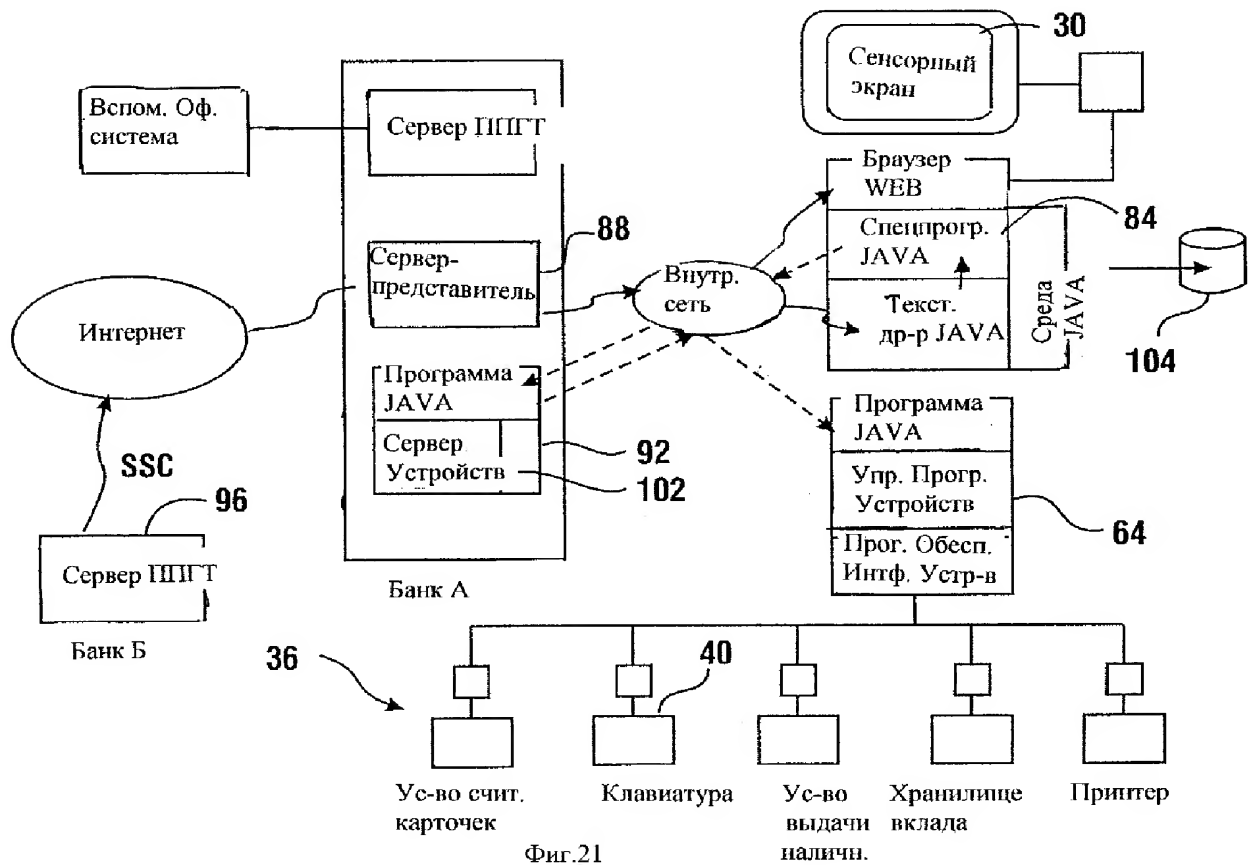 30
Сенсорный
экран
Вспом. Оф.
система
Сервер ППГТ
Браузер
WEB
84
Спецпрогр.
JAVA
88
Сервер-
представитель
Внутр.
сеть
Текст.
др-р JAVA
Среда
JAVA
104
Интернет
Программа
JAVA
92
Сервер
Устройств
102
Программа
JAVA
Упр. Прогр.
Устройств
64
Прог. Обесп.
Интф. Устр-в
SSC
96
Сервер ППГТ
Банк А
Банк Б
36
40
Ус-во счит.
карточек
Клавиатура
Ус-во
выдачи
наличн.
Хранилище
вклада
Принтер
Фиг.21